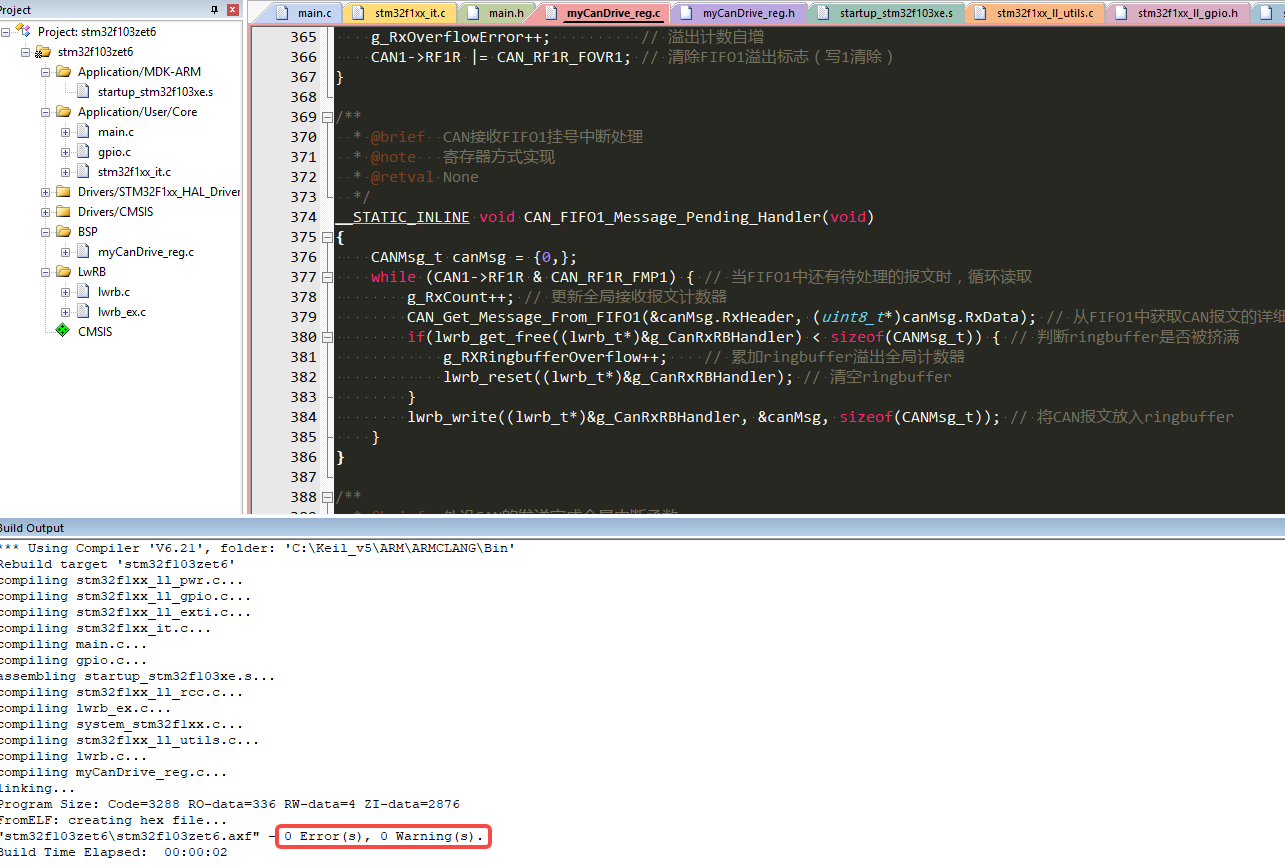 Project
Project: stm32f103zet6
stm32f103zet6
Application/MDK-ARM
startup_stm32f103xe.s
Application/User/Core
main.c
gpio.c
stm32f1xx_it.c
Drivers/STM32F1xx_HAL_Driver
Drivers/CMSIS
BSP
myCanDrive_reg.c
LwRB
lwrb.c
lwrb_ex.c
CMSIS
main.c stm32f1xx_it.c main.h myCanDrive_reg.c myCanDrive_reg.h startup_stm32f103xe.s stm32f1xx_ll_utils.c stm32f1xx_ll_gpio.h
365 g_RxOverflowError++; // 溢出计数自增
366 CAN1->RF1R |= CAN_RF1R_FOVR1; // 清除FIFO1溢出标志（写1清除）
367 }
368
369 /**
370 * @brief CAN接收FIFO1挂号中断处理
371 * @note 寄存器方式实现
372 * @retval None
373 */
374 __STATIC_INLINE void CAN_FIFO1_Message_Pending_Handler(void)
375 {
376 CANMsg_t canMsg = {0,};
377 while (CAN1->RF1R & CAN_RF1R_FMP1) { // 当FIFO1中还有待处理的报文时，循环读取
378 g_RxCount++; // 更新全局接收报文计数器
379 CAN_Get_Message_From_FIFO1(&canMsg.RxHeader, (uint8_t*)canMsg.RxData); // 从FIFO1中获取CAN报文的详细
380 if(lwrb_get_free((lwrb_t*)&g_CanRxRBHandler) < sizeof(CANMsg_t)) { // 判断ringbuffer是否被挤满
381 g_RXRingbufferOverflow++; // 累加ringbuffer溢出全局计数器
382 lwrb_reset((lwrb_t*)&g_CanRxRBHandler); // 清空ringbuffer
383 }
384 lwrb_write((lwrb_t*)&g_CanRxRBHandler, &canMsg, sizeof(CANMsg_t)); // 将CAN报文放入ringbuffer
385 }
386 }
387
388 /**
Build Output
*** Using Compiler 'V6.21', folder: 'C:\Keil_v5\ARM\ARMCLANG\Bin'
Rebuild target 'stm32f103zet6'
compiling stm32f1xx_ll_pwr.c...
compiling stm32f1xx_ll_gpio.c...
compiling stm32f1xx_ll_exti.c...
compiling stm32f1xx_it.c...
compiling main.c...
compiling gpio.c...
assembling startup_stm32f103xe.s...
compiling stm32f1xx_ll_rcc.c...
compiling lwrb_ex.c...
compiling system_stm32f1xx.c...
compiling stm32f1xx_ll_utils.c...
compiling lwrb.c...
compiling myCanDrive_reg.c...
linking...
Program Size: Code=3288 RO-data=336 RW-data=4 ZI-data=2876
FromELF: creating hex file...
"stm32f103zet6\stm32f103zet6.axf" - 0 Error(s), 0 Warning(s).
Build Time Elapsed: 00:00:02